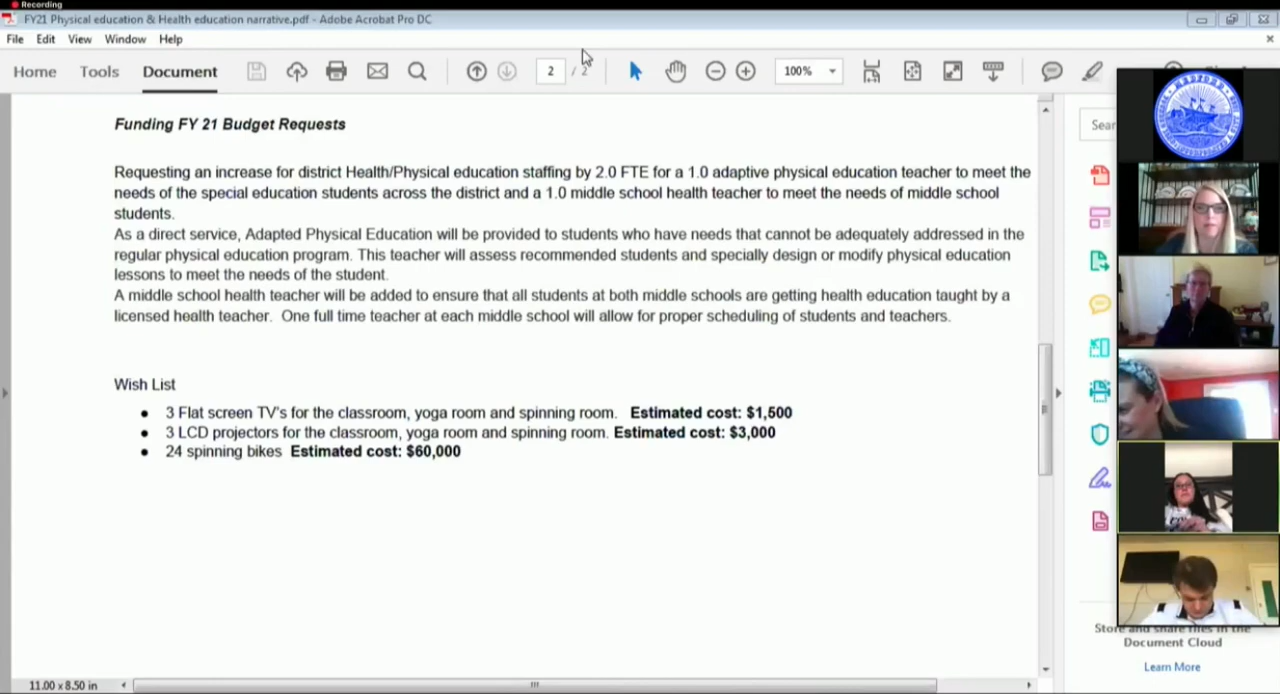 Recording
FY21 Physical education & Health education narrative.pdf - Adobe Acrobat Pro DC
File Edit View Window Help
Home Tools Document 2 / 2 100%
Funding FY 21 Budget Requests
Requesting an increase for district Health/Physical education staffing by 2.0 FTE for a 1.0 adaptive physical education teacher to meet the
needs of the special education students across the district and a 1.0 middle school health teacher to meet the needs of middle school
students.
As a direct service, Adapted Physical Education will be provided to students who have needs that cannot be adequately addressed in the
regular physical education program. This teacher will assess recommended students and specially design or modify physical education
lessons to meet the needs of the student.
A middle school health teacher will be added to ensure that all students at both middle schools are getting health education taught by a
licensed health teacher. One full time teacher at each middle school will allow for proper scheduling of students and teachers.
Wish List
• 3 Flat screen TV's for the classroom, yoga room and spinning room. Estimated cost: $1,500
• 3 LCD projectors for the classroom, yoga room and spinning room. Estimated cost: $3,000
• 24 spinning bikes Estimated cost: $60,000
Sear
Store and share files in the
Document Cloud
Learn More
11.00 x 8.50 in